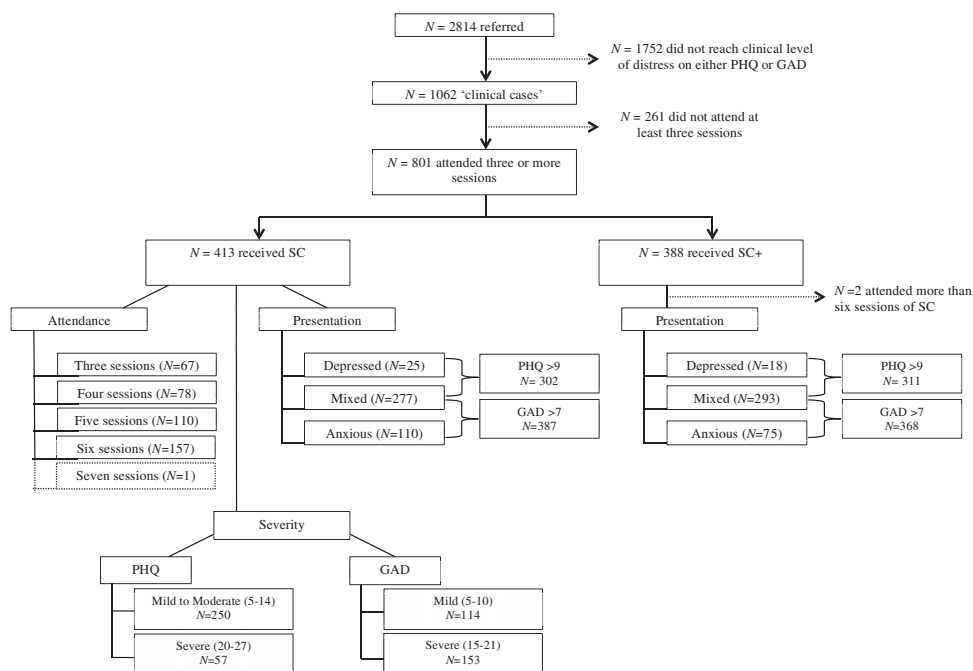 N = 2814 referred
N = 1752 did not reach clinical level
of distress on either PHQ or GAD
N = 1062 ‘clinical cases’
N = 261 did not attend at
least three sessions
N = 801 attended three or more
sessions
N = 413 received SC
N = 388 received SC+
N =2 attended more than
six sessions of SC
Attendance
Three sessions (N=67)
Four sessions (N=78)
Five sessions (N=110)
Six sessions (N=157)
Seven sessions (N=1)
Presentation
Depressed (N=25)
Mixed (N=277)
Anxious (N=110)
PHQ >9
N= 302
GAD >7
N=387
Presentation
Depressed (N=18)
Mixed (N=293)
Anxious (N=75)
PHQ >9
N= 311
GAD >7
N=368
Severity
PHQ
Mild to Moderate (5-14)
N=250
Severe (20-27)
N=57
GAD
Mild (5-10)
N=114
Severe (15-21)
N=153